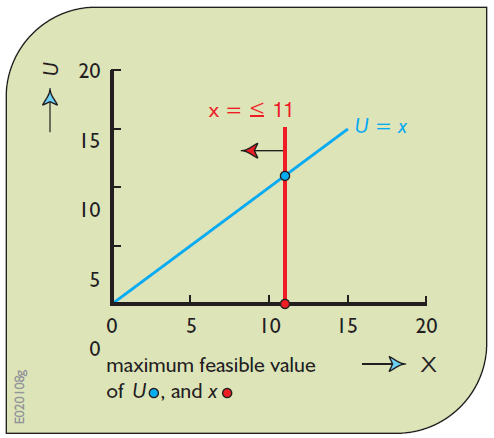 U
20
x = ≤ 11
U = x
15
10
5
0 5 10 15 20
0
maximum feasible value
X
of U , and x
E020108g